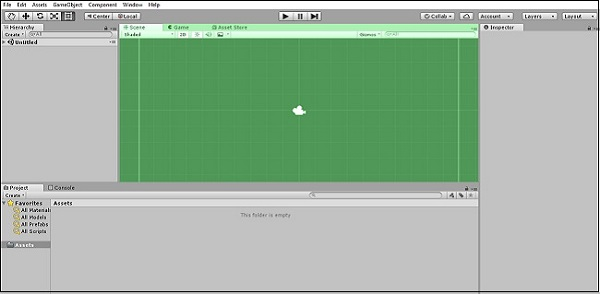 File Edit Assets GameObject Component Window Help
Center Local Collab Account Layers Layout
Hierarchy Scene Game Asset Store Inspector
Create Shaded 2D Gizmos
Untitled
Project Console
Create
Favorites Assets
All Materials This folder is empty
All Models
All Prefabs
All Scripts
Assets